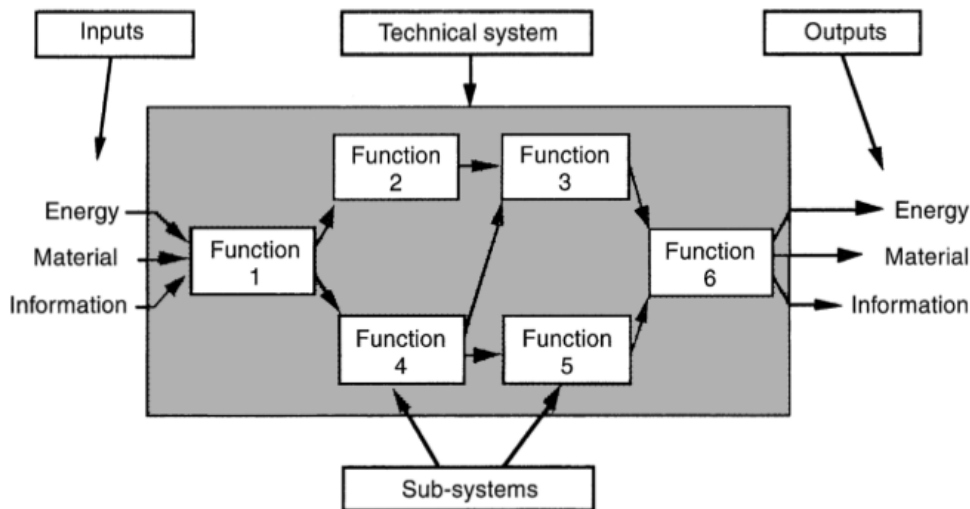 Inputs
Technical system
Outputs
Function
2
Function
3
Energy
Material
Information
Function
1
Function
6
Energy
Material
Information
Function
4
Function
5
Sub-systems